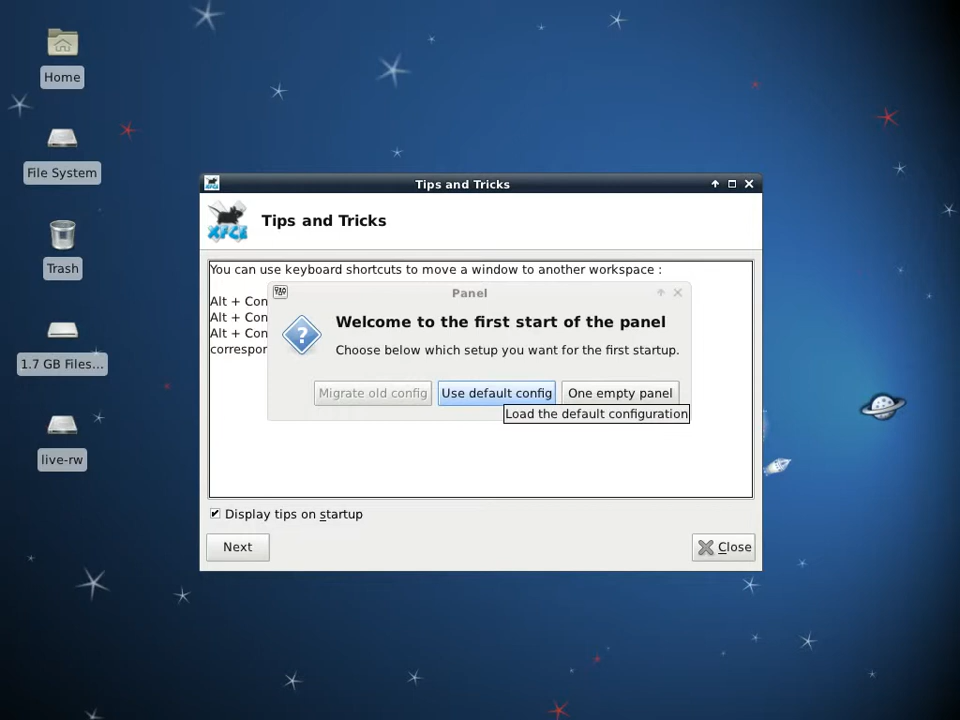 Home
File System
Trash
1.7 GB Files...
live-rw
Tips and Tricks
XFCE
Tips and Tricks
You can use keyboard shortcuts to move a window to another workspace :
Alt + Con
Alt + Con
Alt + Con
correspor
Panel
Welcome to the first start of the panel
Choose below which setup you want for the first startup.
Migrate old config
Use default config
One empty panel
Load the default configuration
Display tips on startup
Next
Close